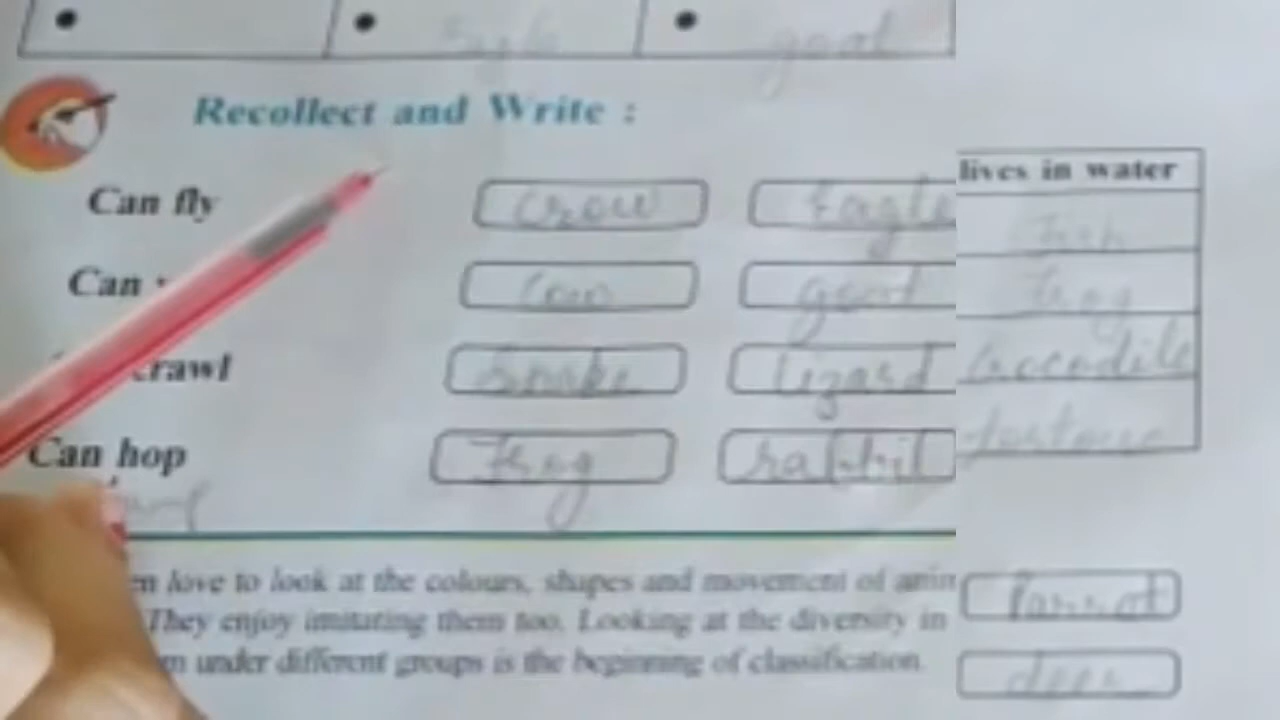 goat
Recollect and Write :
Can fly crow Eagle
Can cow goat
crawl Snake lizard
Can hop Frog rabbit
n love to look at the colours, shapes and movement of anim
They enjoy imitating them too. Looking at the diversity in
m under different groups is the beginning of classification.
lives in water
Fish
Frog
Parrot
deer